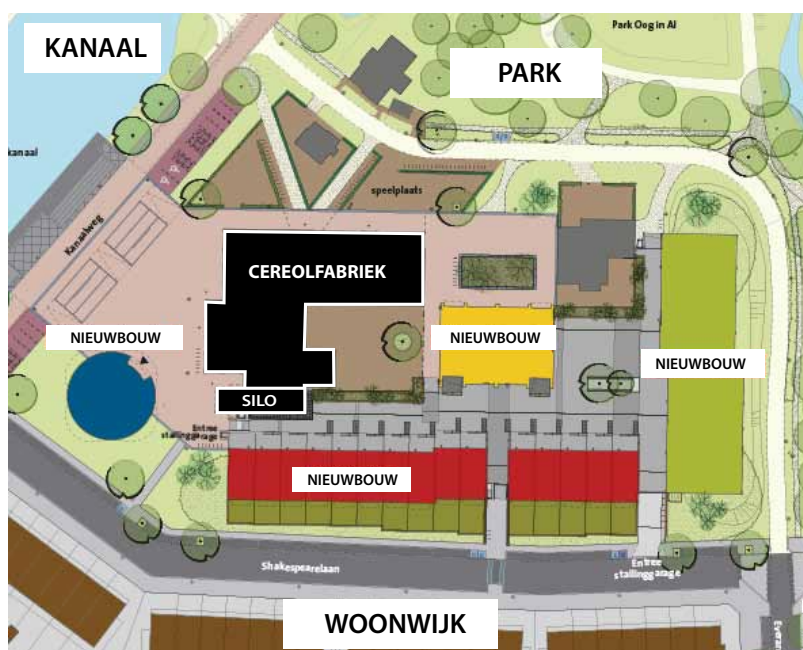 Park Oog in Al
KANAAL
PARK
kanaal
speelplaats
Kanaalweg
CEREOLFABRIEK
NIEUWBOUW
NIEUWBOUW
NIEUWBOUW
SILO
Entree
stallinggarage
NIEUWBOUW
Shakespearelaan
Entree
stallinggarage
WOONWIJK